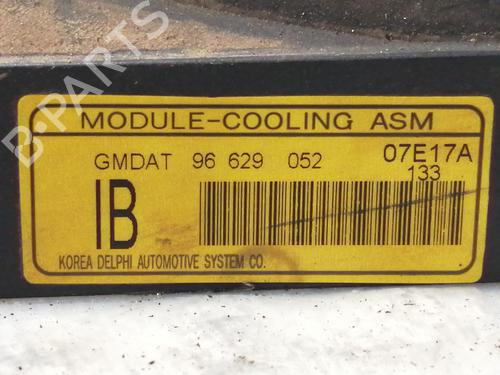 MODULE-COOLING ASM
GMDAT 96 629 052 07E17A
133
IB
KOREA DELPHI AUTOMOTIVE SYSTEM CO.
B-PARTS